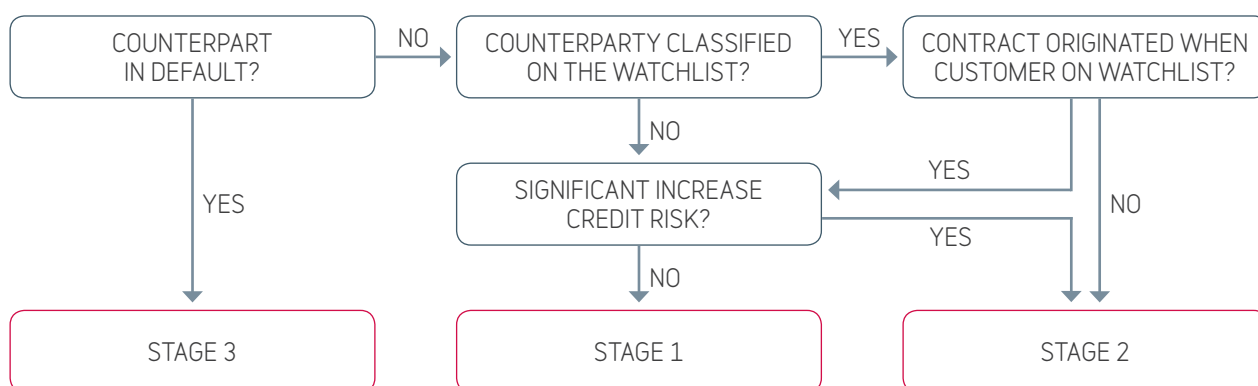 COUNTERPART
IN DEFAULT?
NO
COUNTERPARTY CLASSIFIED
ON THE WATCHLIST?
YES
CONTRACT ORIGINATED WHEN
CUSTOMER ON WATCHLIST?
NO
YES
SIGNIFICANT INCREASE
CREDIT RISK?
YES
NO
YES
NO
STAGE 3
STAGE 1
STAGE 2